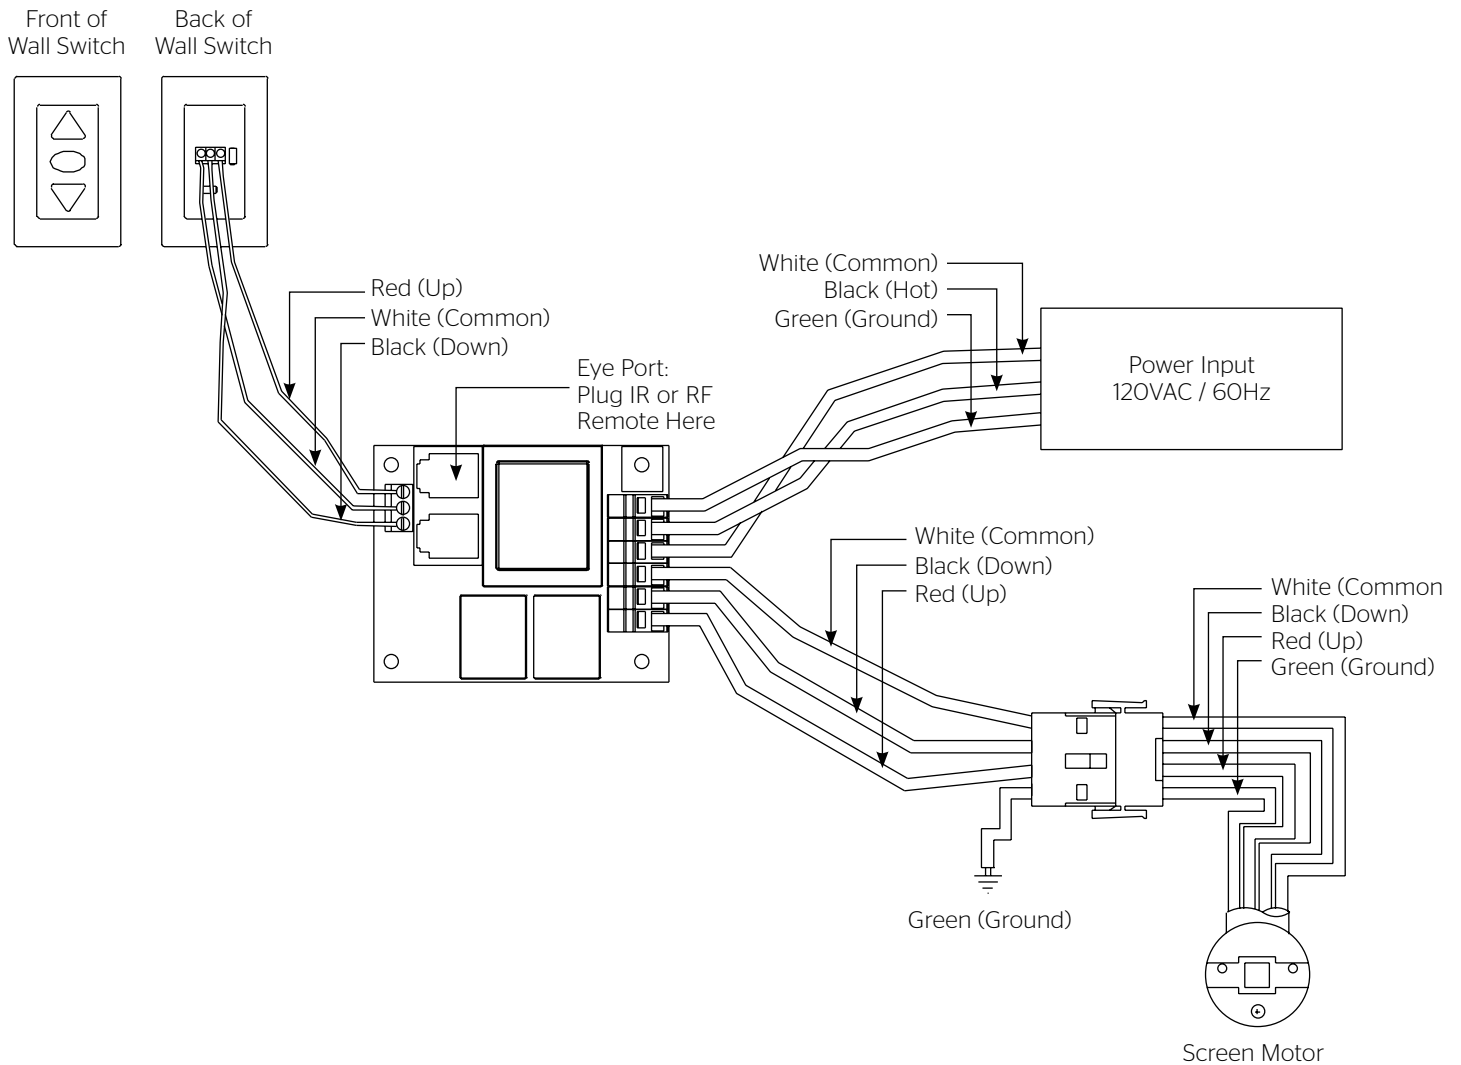 Front of
Wall Switch
Back of
Wall Switch
Red (Up)
White (Common)
Black (Down)
Eye Port:
Plug IR or RF
Remote Here
White (Common)
Black (Hot)
Green (Ground)
Power Input
120VAC / 60Hz
White (Common)
Black (Down)
Red (Up)
White (Common
Black (Down)
Red (Up)
Green (Ground)
Green (Ground)
Screen Motor